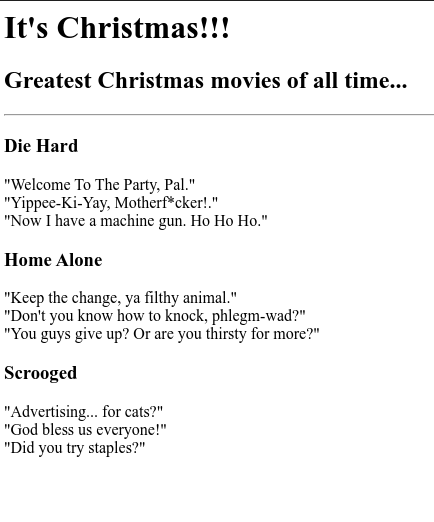 It's Christmas!!!
Greatest Christmas movies of all time...
Die Hard
"Welcome To The Party, Pal."
"Yippee-Ki-Yay, Motherf*cker!."
"Now I have a machine gun. Ho Ho Ho."
Home Alone
"Keep the change, ya filthy animal."
"Don't you know how to knock, phlegm-wad?"
"You guys give up? Or are you thirsty for more?"
Scrooged
"Advertising... for cats?"
"God bless us everyone!"
"Did you try staples?"